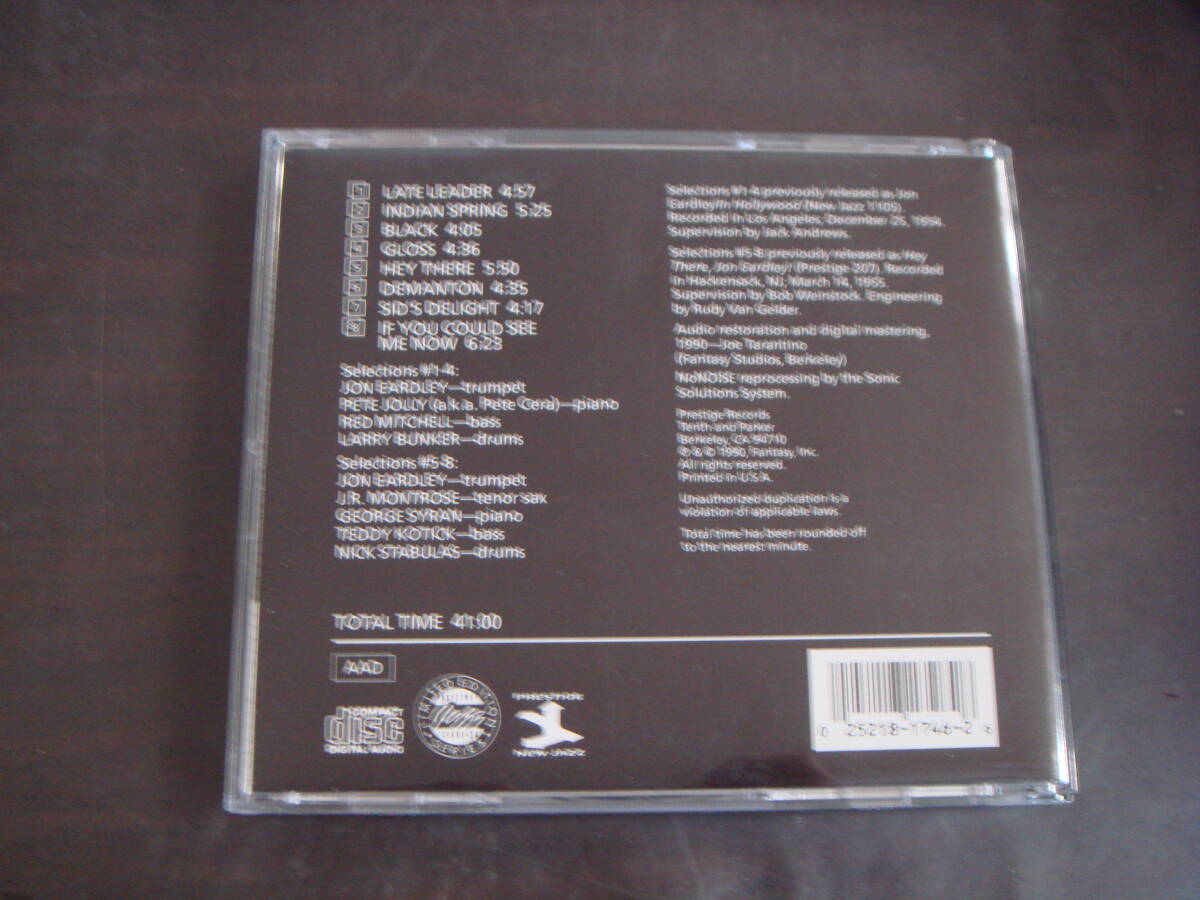 1 LATE LEADER 4:57
2 INDIAN SPRING 5:25
3 BLACK 4:05
4 GLOSS 4:36
5 HEY THERE 5:50
6 DEMANTON 4:35
7 SID'S DELIGHT 4:17
8 IF YOU COULD SEE
ME NOW 6:23
Selections #1-4:
JON EARDLEY—trumpet
PETE JOLLY (a.k.a. Pete Cera)—piano
RED MITCHELL—bass
LARRY BUNKER—drums
Selections #5-8:
JON EARDLEY—trumpet
J.R. MONTROSE—tenor sax
GEORGE SYRAN—piano
TEDDY KOTICK—bass
NICK STABULAS—drums
TOTAL TIME 41:00
Selections #1-4 previously released as Jon
Eardley/In Hollywood (New Jazz 1105).
Recorded in Los Angeles; December 25, 1954.
Supervision by Jack Andrews.
Selections #5-8 previously released as Hey
There, Jon Eardley! (Prestige 207). Recorded
in Hackensack, NJ; March 14, 1955.
Supervision by Bob Weinstock. Engineering
by Rudy Van Gelder.
Audio restoration and digital mastering,
1990—Joe Tarantino
(Fantasy Studios, Berkeley)
NoNOISE reprocessing by the Sonic
Solutions System.
Prestige Records
Tenth and Parker
Berkeley, CA 94710
℗ & © 1990, Fantasy, Inc.
All rights reserved.
Printed in U.S.A.
Unauthorized duplication is a
violation of applicable laws.
Total time has been rounded off
to the nearest minute.
AAD
COMPACT
disc
DIGITAL AUDIO
LIMITED EDITION
ORIGINAL
Jazz
CLASSICS
SERIES
PRESTIGE
NEW JAZZ
0 25218-1746-2 6